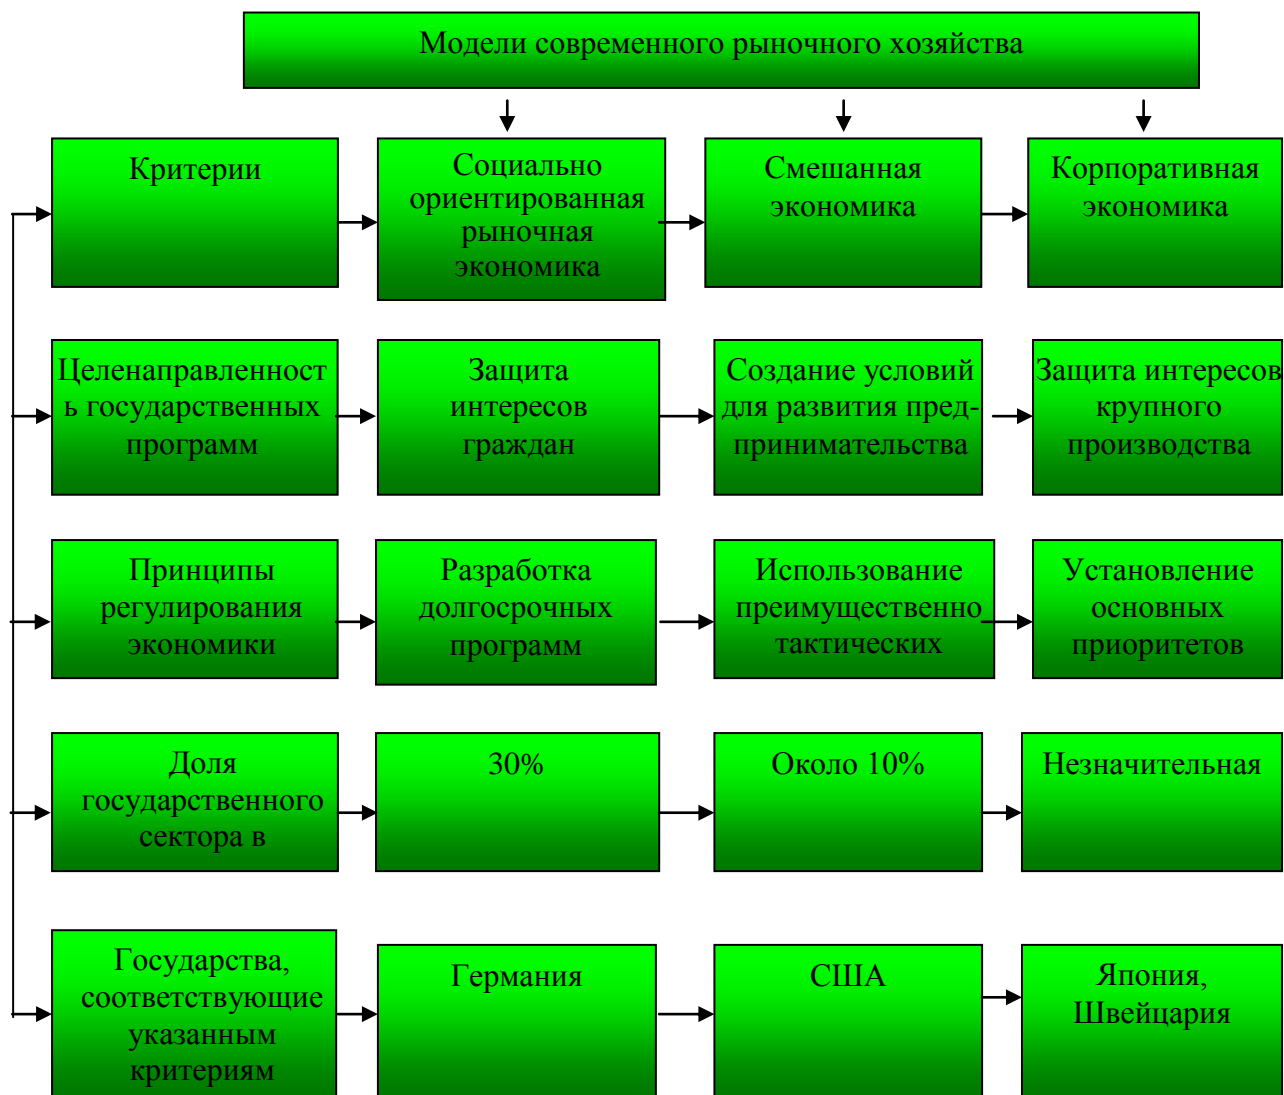 Модели современного рыночного хозяйства
Критерии
Социально
ориентированная
рыночная
экономика
Смешанная
экономика
Корпоративная
экономика
Целенаправленност
ь государственных
программ
Защита
интересов
граждан
Создание условий
для развития пред-
принимательства
Защита интересов
крупного
производства
Принципы
регулирования
экономики
Разработка
долгосрочных
программ
Использование
преимущественно
тактических
Установление
основных
приоритетов
Доля
государственного
сектора в
30%
Около 10%
Незначительная
Государства,
соответствующие
указанным
критериям
Германия
США
Япония,
Швейцария